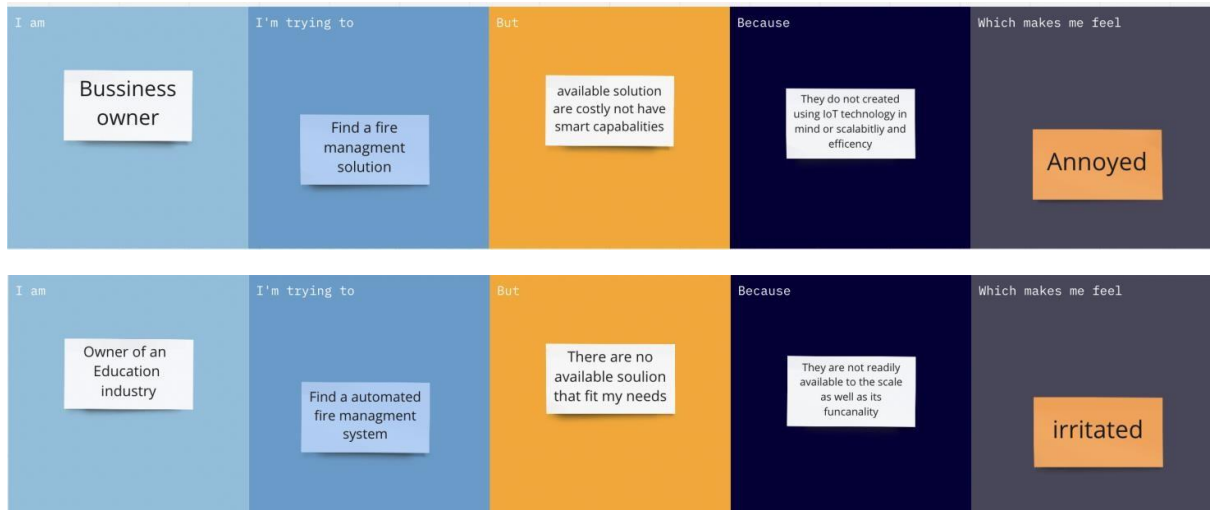 I am
Bussiness
owner
I'm trying to
Find a fire
managment
solution
But
available solution
are costly not have
smart capabalities
Because
They do not created
using IoT technology in
mind or scalabitliy and
efficency
Which makes me feel
Annoyed
I am
Owner of an
Education
industry
I'm trying to
Find a automated
fire managment
system
But
There are no
available soulion
that fit my needs
Because
They are not readily
available to the scale
as well as its
funcanality
Which makes me feel
irritated